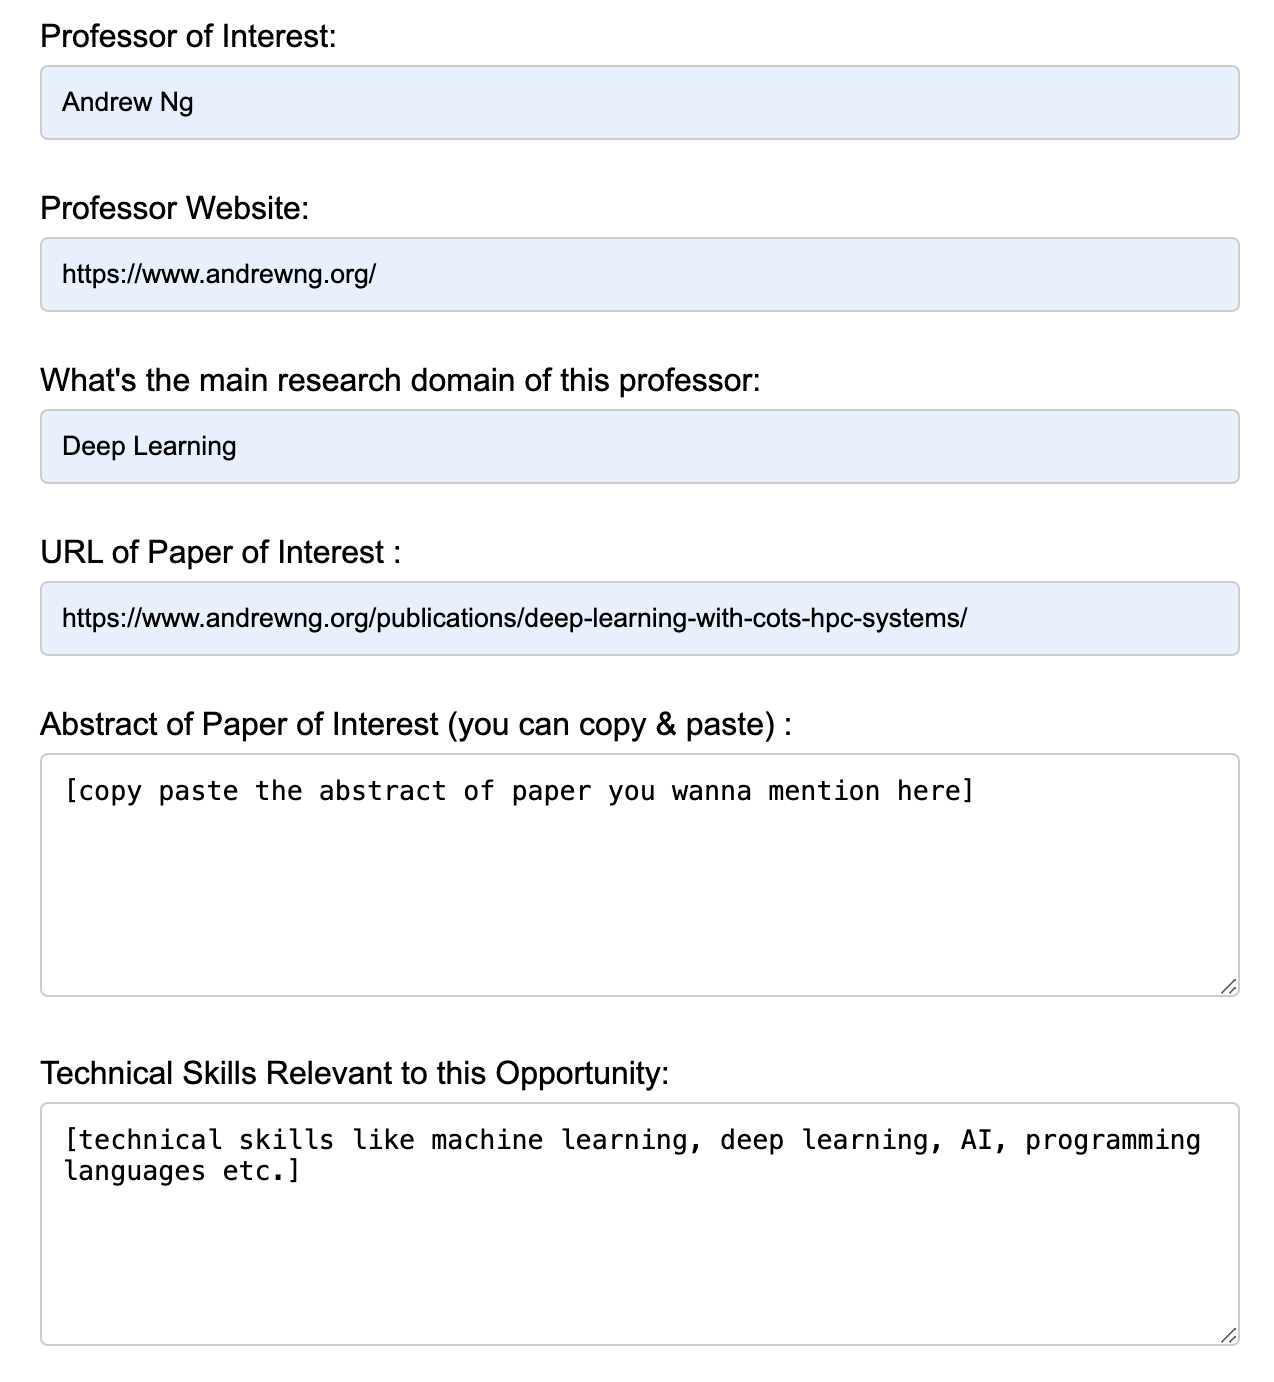 Professor of Interest:
Andrew Ng
Professor Website:
https://www.andrewng.org/
What's the main research domain of this professor:
Deep Learning
URL of Paper of Interest :
https://www.andrewng.org/publications/deep-learning-with-cots-hpc-systems/
Abstract of Paper of Interest (you can copy & paste) :
[copy paste the abstract of paper you wanna mention here]
Technical Skills Relevant to this Opportunity:
[technical skills like machine learning, deep learning, AI, programming
languages etc.]